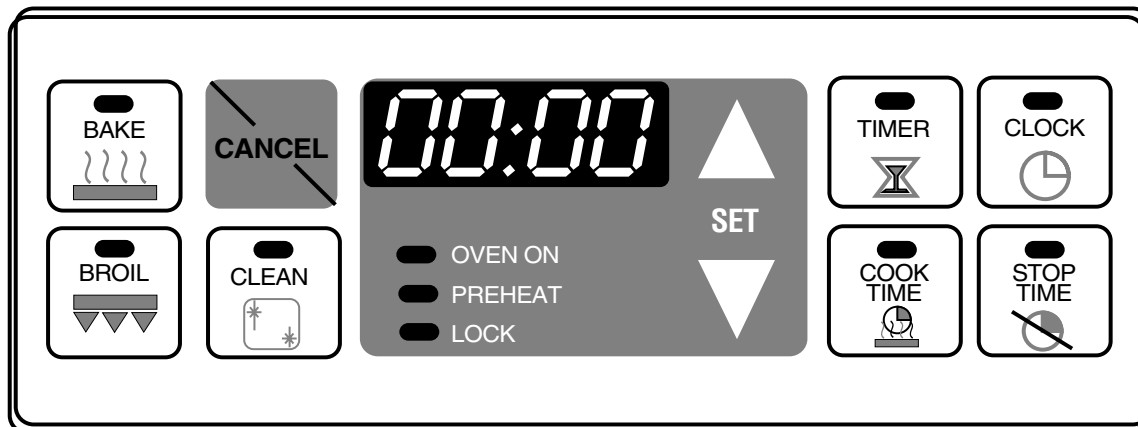 BAKE
CANCEL
00:00
TIMER
CLOCK
SET
BROIL
CLEAN
OVEN ON
PREHEAT
LOCK
COOK
TIME
STOP
TIME